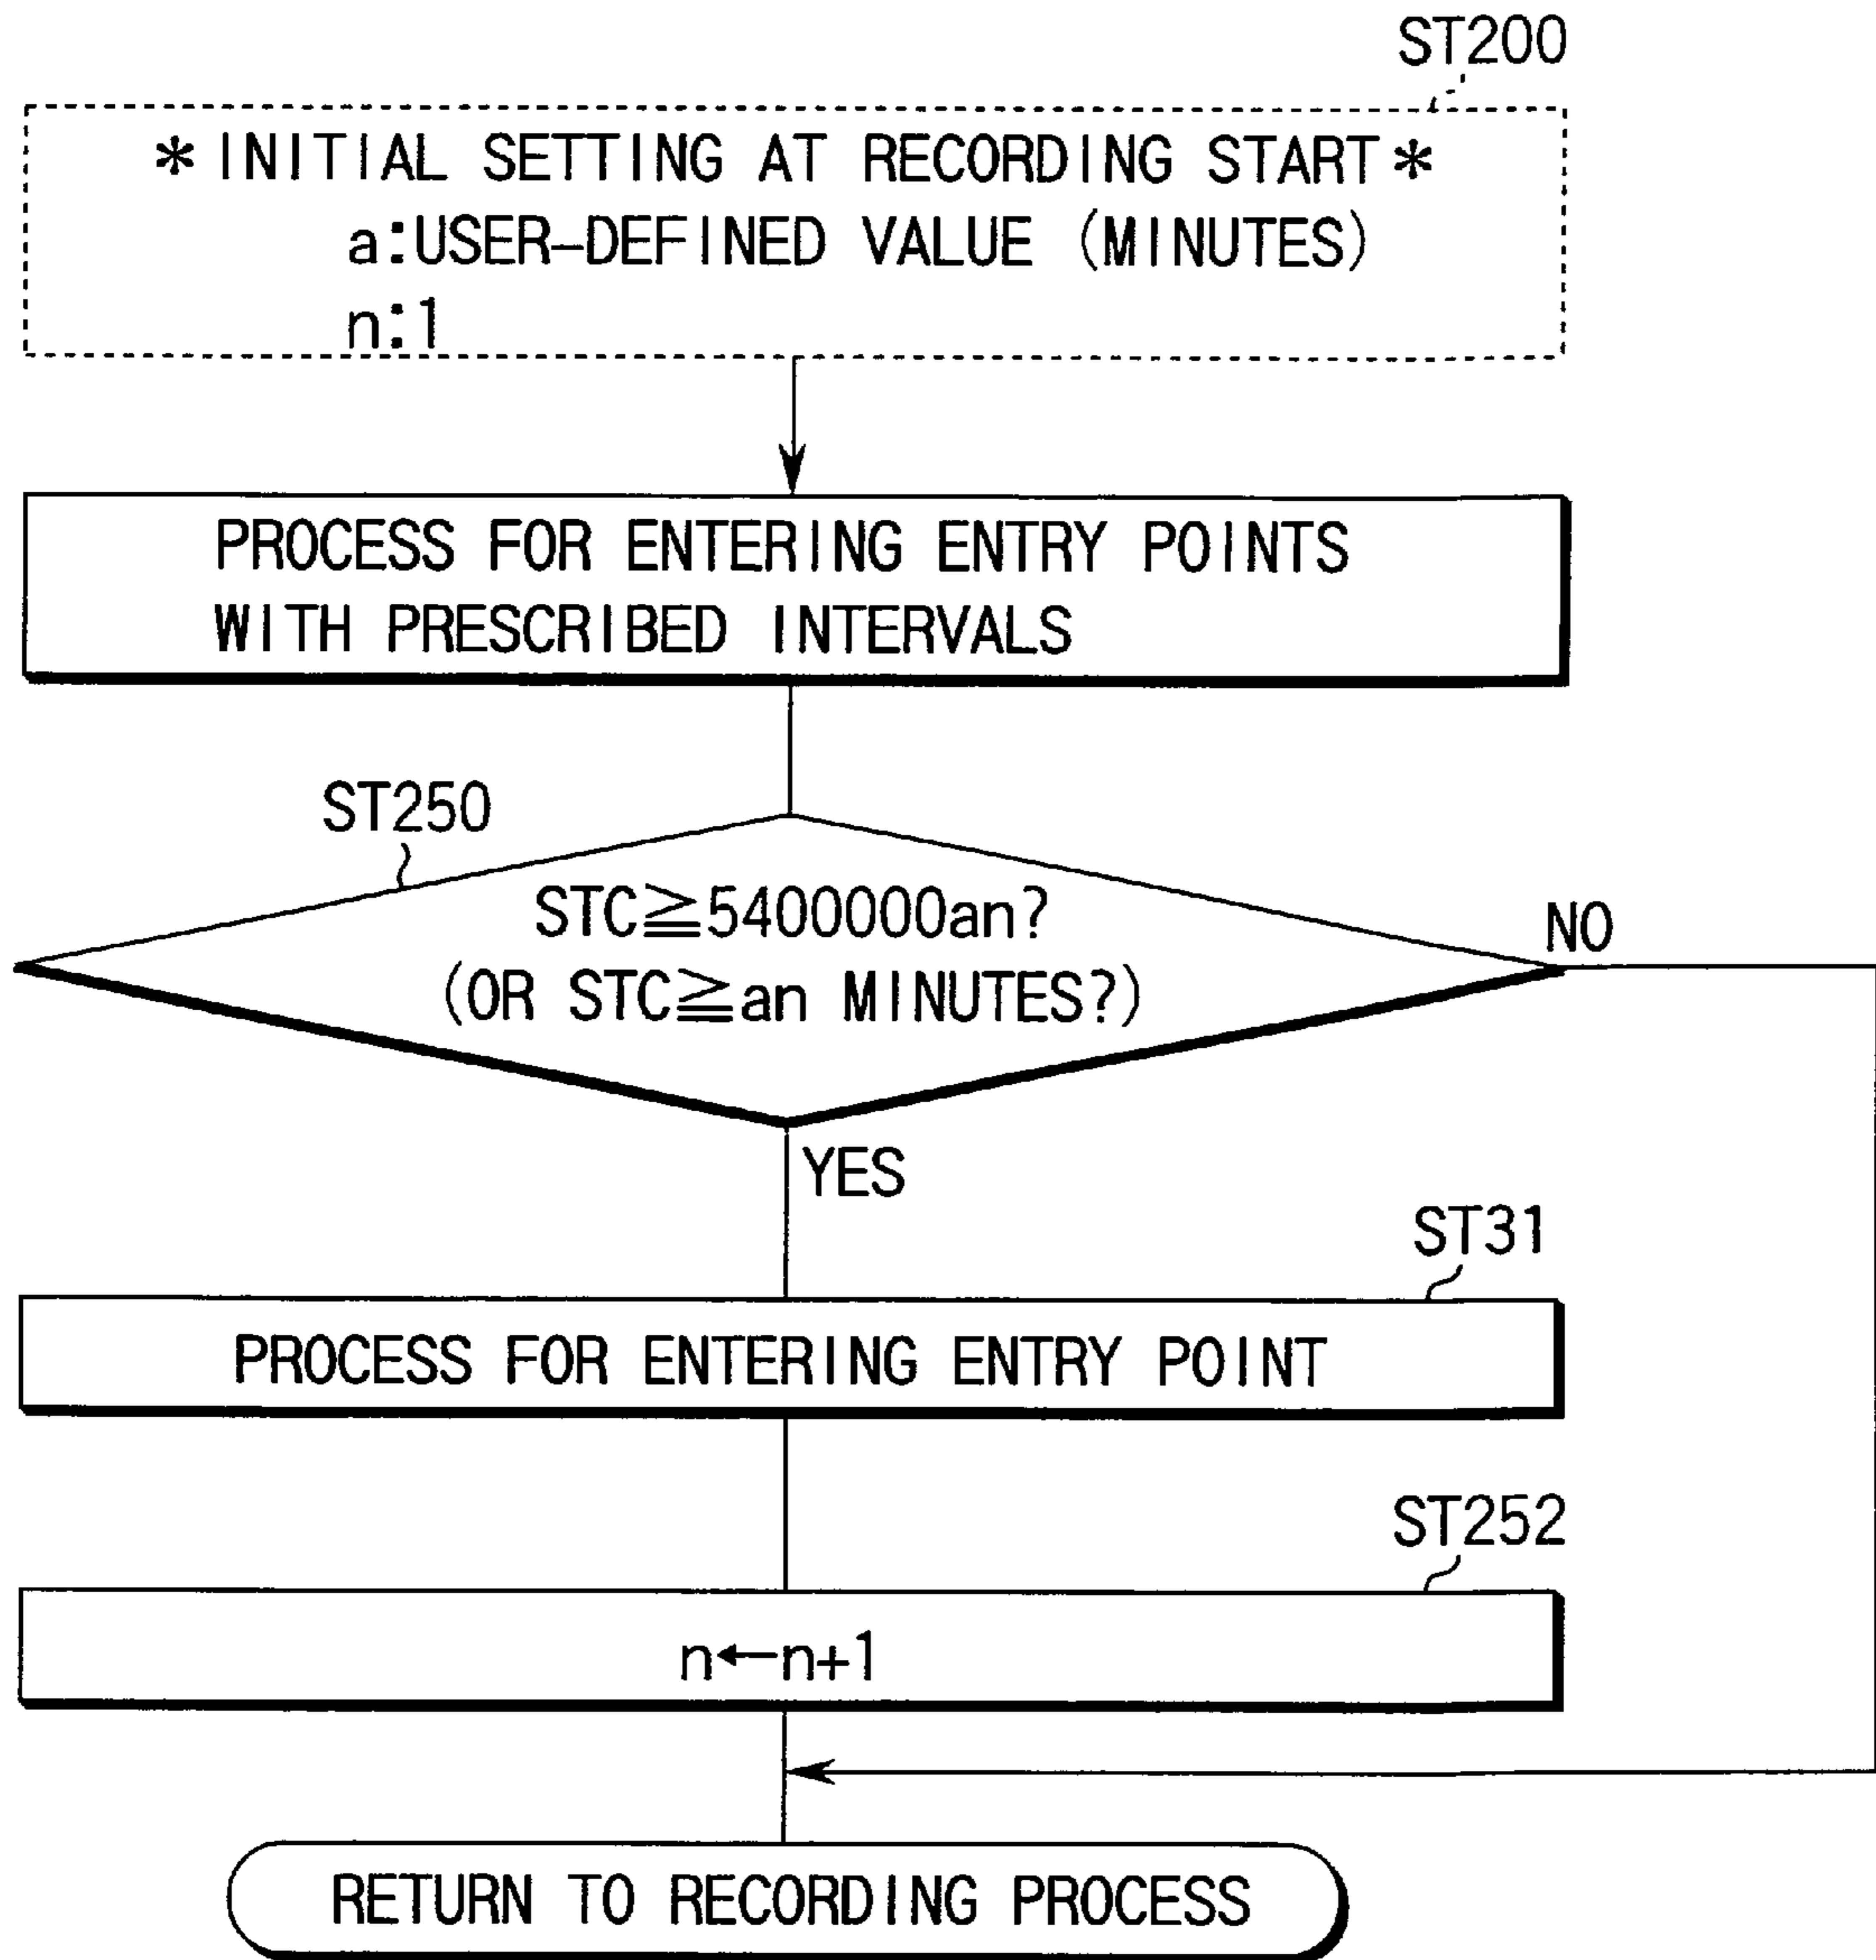 ST200
* INITIAL SETTING AT RECORDING START *
a:USER-DEFINED VALUE (MINUTES)
n:1
PROCESS FOR ENTERING ENTRY POINTS
WITH PRESCRIBED INTERVALS
ST250
STC≧5400000an?
(OR STC≧an MINUTES?)
NO
YES
ST31
PROCESS FOR ENTERING ENTRY POINT
ST252
n←n+1
RETURN TO RECORDING PROCESS